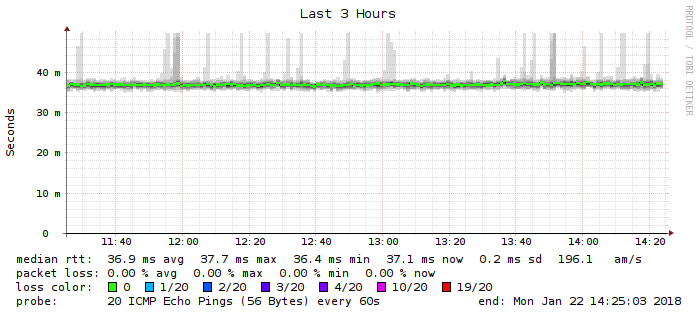 Last 3 Hours
RRDTOOL / TOBI OETIKER
Seconds
40 m
30 m
20 m
10 m
0
11:40 12:00 12:20 12:40 13:00 13:20 13:40 14:00 14:20
median rtt: 36.9 ms avg 37.7 ms max 36.4 ms min 37.1 ms now 0.2 ms sd 196.1 am/s
packet loss: 0.00 % avg 0.00 % max 0.00 % min 0.00 % now
loss color: 0 1/20 2/20 3/20 4/20 10/20 19/20
probe: 20 ICMP Echo Pings (56 Bytes) every 60s end: Mon Jan 22 14:25:03 2018